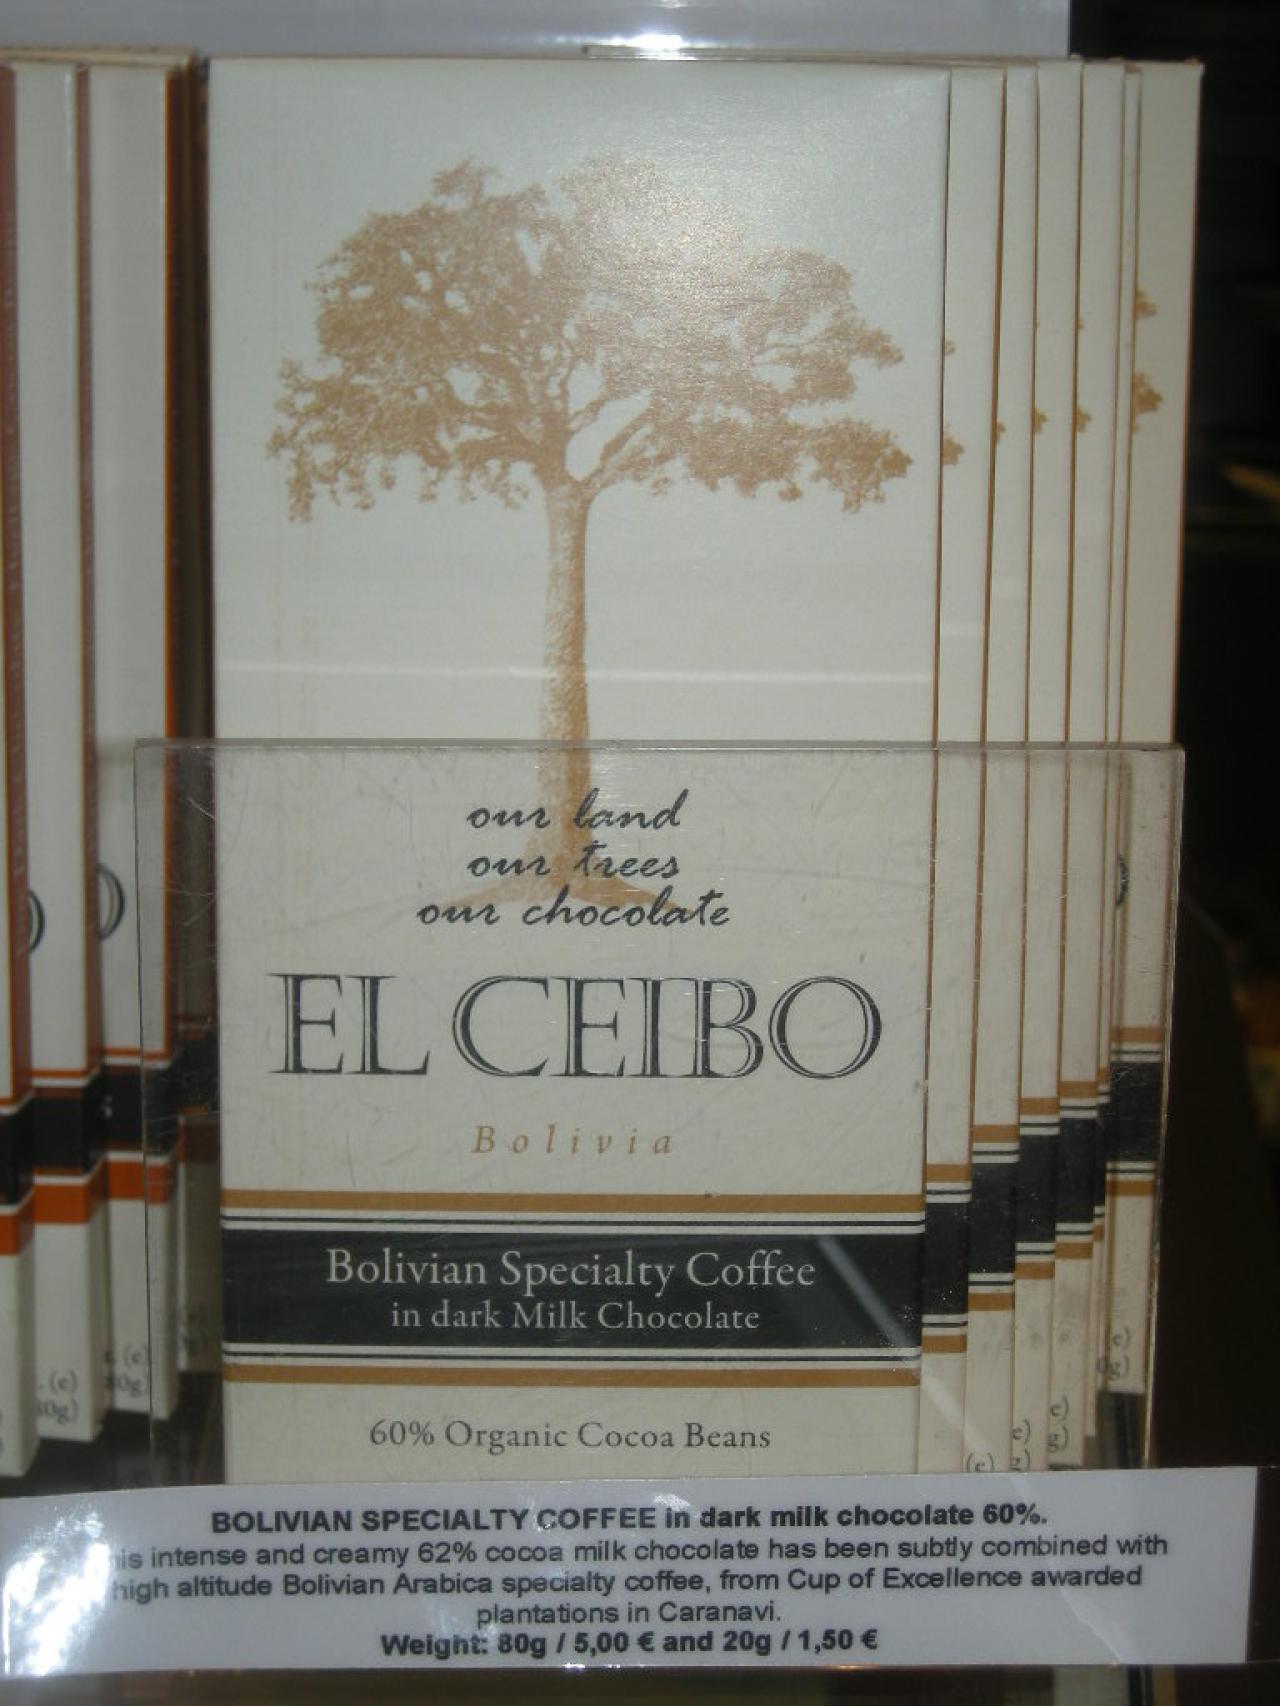 our land
our trees
our chocolate
EL CEIBO
Bolivia
Bolivian Specialty Coffee
in dark Milk Chocolate
60% Organic Cocoa Beans
BOLIVIAN SPECIALTY COFFEE in dark milk chocolate 60%.
is intense and creamy 62% cocoa milk chocolate has been subtly combined with
high altitude Bolivian Arabica specialty coffee, from Cup of Excellence awarded
plantations in Caranavi.
Weight: 80g / 5,00 € and 20g / 1,50 €